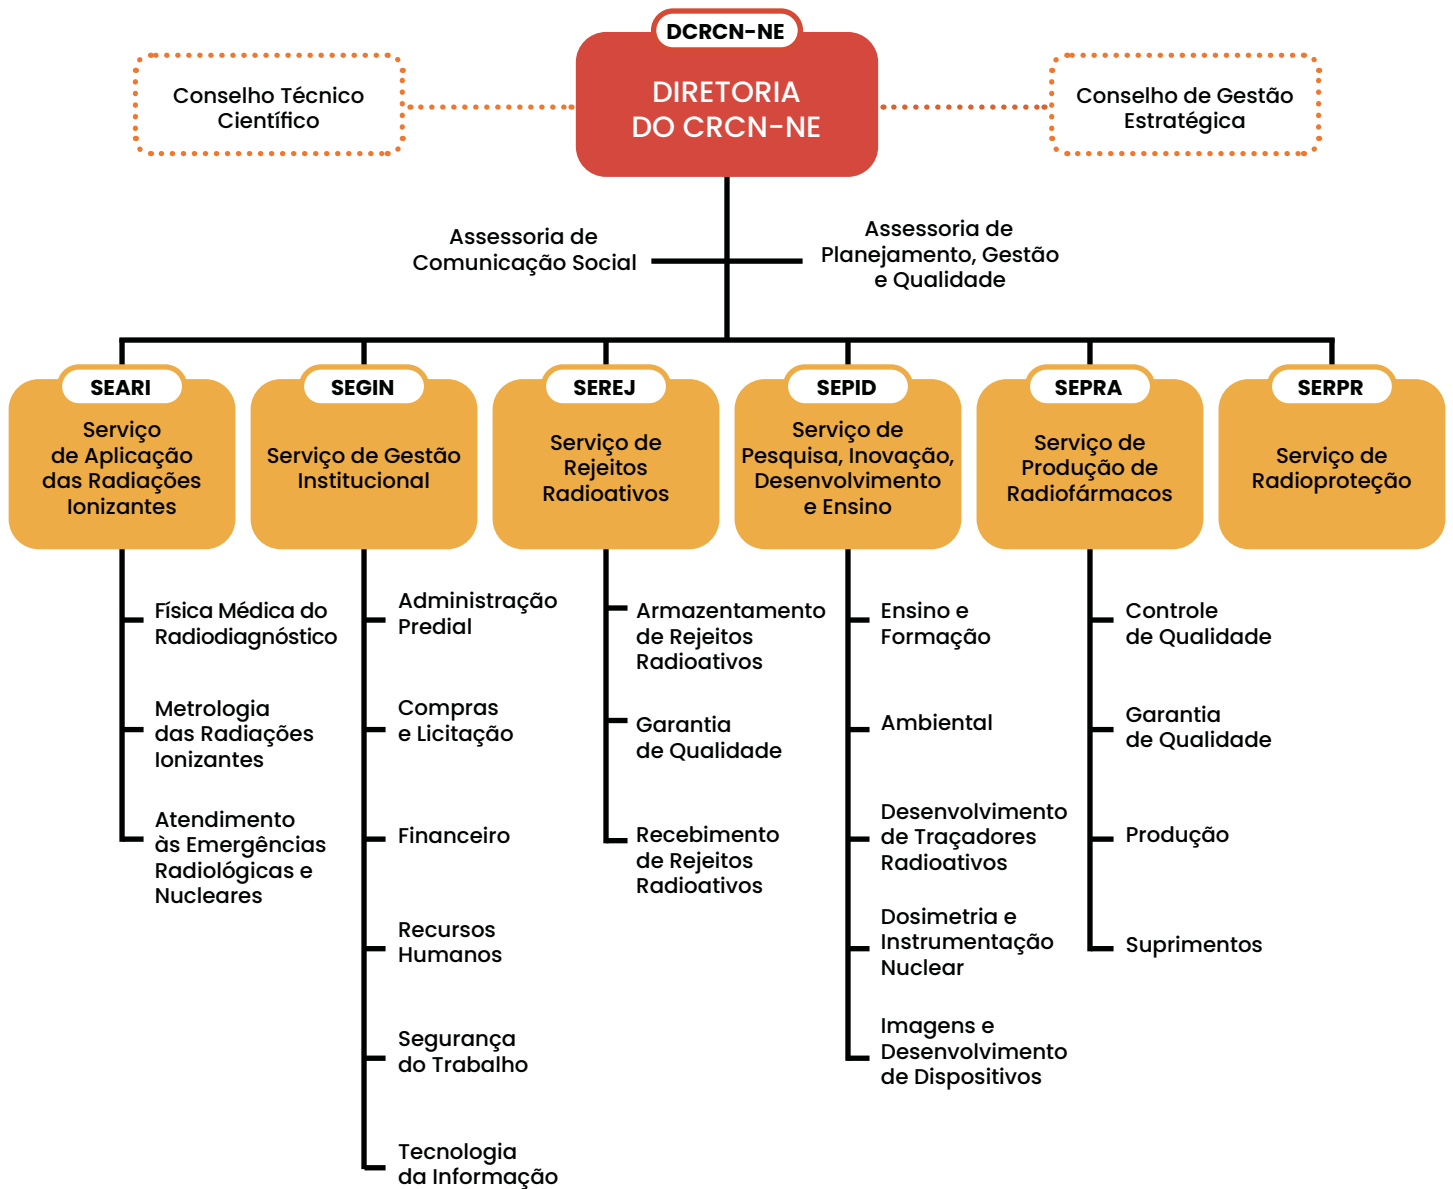 DCRCN-NE
DIRETORIA
DO CRCN-NE
Conselho Técnico
Científico
Conselho de Gestão
Estratégica
Assessoria de
Comunicação Social
Assessoria de
Planejamento, Gestão
e Qualidade
SEARI
Serviço
de Aplicação
das Radiações
Ionizantes
Física Médica do
Radiodiagnóstico
Metrologia
das Radiações
Ionizantes
Atendimento
às Emergências
Radiológicas e
Nucleares
SEGIN
Serviço de Gestão
Institucional
Administração
Predial
Compras
e Licitação
Financeiro
Recursos
Humanos
Segurança
do Trabalho
Tecnologia
da Informação
SEREJ
Serviço de
Rejeitos
Radioativos
Armazentamento
de Rejeitos
Radioativos
Garantia
de Qualidade
Recebimento
de Rejeitos
Radioativos
SEPID
Serviço de
Pesquisa, Inovação,
Desenvolvimento
e Ensino
Ensino e
Formação
Ambiental
Desenvolvimento
de Traçadores
Radioativos
Dosimetria e
Instrumentação
Nuclear
Imagens e
Desenvolvimento
de Dispositivos
SEPRA
Serviço de
Produção de
Radiofármacos
Controle
de Qualidade
Garantia
de Qualidade
Produção
Suprimentos
SERPR
Serviço de
Radioproteção